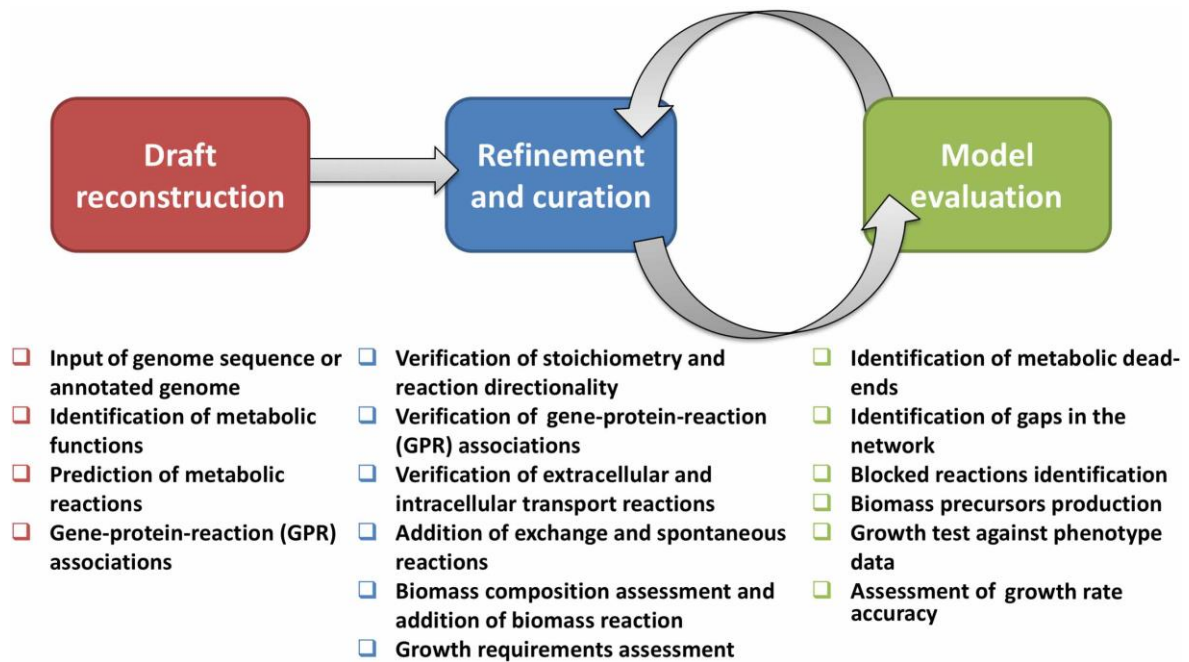 Draft
reconstruction
Refinement
and curation
Model
evaluation
Input of genome sequence or
annotated genome
Identification of metabolic
functions
Prediction of metabolic
reactions
Gene-protein-reaction (GPR)
associations
Verification of stoichiometry and
reaction directionality
Verification of gene-protein-reaction
(GPR) associations
Verification of extracellular and
intracellular transport reactions
Addition of exchange and spontaneous
reactions
Biomass composition assessment and
addition of biomass reaction
Growth requirements assessment
Identification of metabolic dead-
ends
Identification of gaps in the
network
Blocked reactions identification
Biomass precursors production
Growth test against phenotype
data
Assessment of growth rate
accuracy